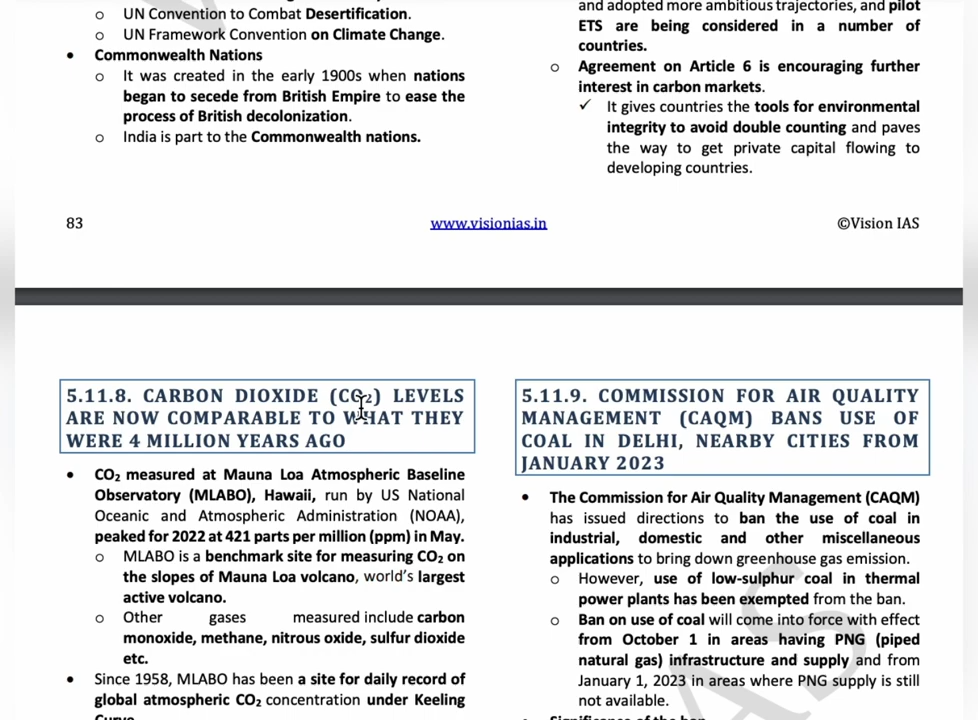 o UN Convention to Combat Desertification.
o UN Framework Convention on Climate Change.
• Commonwealth Nations
o It was created in the early 1900s when nations
began to secede from British Empire to ease the
process of British decolonization.
o India is part to the Commonwealth nations.
and adopted more ambitious trajectories, and pilot
ETS are being considered in a number of
countries.
o Agreement on Article 6 is encouraging further
interest in carbon markets.
✓ It gives countries the tools for environmental
integrity to avoid double counting and paves
the way to get private capital flowing to
developing countries.
83 www.visionias.in ©Vision IAS
5.11.8. CARBON DIOXIDE (CO₂) LEVELS
ARE NOW COMPARABLE TO WHAT THEY
WERE 4 MILLION YEARS AGO
• CO₂ measured at Mauna Loa Atmospheric Baseline
Observatory (MLABO), Hawaii, run by US National
Oceanic and Atmospheric Administration (NOAA),
peaked for 2022 at 421 parts per million (ppm) in May.
o MLABO is a benchmark site for measuring CO₂ on
the slopes of Mauna Loa volcano, world's largest
active volcano.
o Other gases measured include carbon
monoxide, methane, nitrous oxide, sulfur dioxide
etc.
• Since 1958, MLABO has been a site for daily record of
global atmospheric CO₂ concentration under Keeling
Curve
5.11.9. COMMISSION FOR AIR QUALITY
MANAGEMENT (CAQM) BANS USE OF
COAL IN DELHI, NEARBY CITIES FROM
JANUARY 2023
• The Commission for Air Quality Management (CAQM)
has issued directions to ban the use of coal in
industrial, domestic and other miscellaneous
applications to bring down greenhouse gas emission.
o However, use of low-sulphur coal in thermal
power plants has been exempted from the ban.
o Ban on use of coal will come into force with effect
from October 1 in areas having PNG (piped
natural gas) infrastructure and supply and from
January 1, 2023 in areas where PNG supply is still
not available.
• Significance of the ban